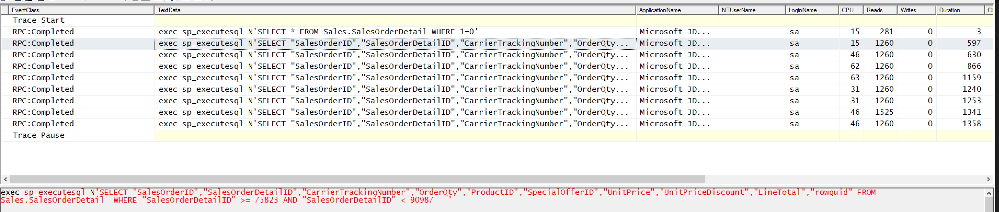 EventClass TextData ApplicationName NTUserName LoginName CPU Reads Writes Duration Cl
Trace Start
RPC:Completed exec sp_executesql N'SELECT * FROM Sales.SalesOrderDetail WHERE 1=0' Microsoft JD... sa 15 281 0 3
RPC:Completed exec sp_executesql N'SELECT "SalesOrderID","SalesOrderDetailID","CarrierTrackingNumber","OrderQty... Microsoft JD... sa 15 1260 0 597
RPC:Completed exec sp_executesql N'SELECT "SalesOrderID","SalesOrderDetailID","CarrierTrackingNumber","OrderQty... Microsoft JD... sa 46 1260 0 630
RPC:Completed exec sp_executesql N'SELECT "SalesOrderID","SalesOrderDetailID","CarrierTrackingNumber","OrderQty... Microsoft JD... sa 62 1260 0 866
RPC:Completed exec sp_executesql N'SELECT "SalesOrderID","SalesOrderDetailID","CarrierTrackingNumber","OrderQty... Microsoft JD... sa 63 1260 0 1159
RPC:Completed exec sp_executesql N'SELECT "SalesOrderID","SalesOrderDetailID","CarrierTrackingNumber","OrderQty... Microsoft JD... sa 31 1260 0 1240
RPC:Completed exec sp_executesql N'SELECT "SalesOrderID","SalesOrderDetailID","CarrierTrackingNumber","OrderQty... Microsoft JD... sa 31 1260 0 1253
RPC:Completed exec sp_executesql N'SELECT "SalesOrderID","SalesOrderDetailID","CarrierTrackingNumber","OrderQty... Microsoft JD... sa 46 1525 0 1341
RPC:Completed exec sp_executesql N'SELECT "SalesOrderID","SalesOrderDetailID","CarrierTrackingNumber","OrderQty... Microsoft JD... sa 46 1260 0 1358
Trace Pause
exec sp_executesql N'SELECT "SalesOrderID","SalesOrderDetailID","CarrierTrackingNumber","OrderQty","ProductID","SpecialOfferID","UnitPrice","UnitPriceDiscount","LineTotal","rowguid" FROM
Sales.SalesOrderDetail  WHERE "SalesOrderDetailID" >= 75823 AND "SalesOrderDetailID" < 90987   '